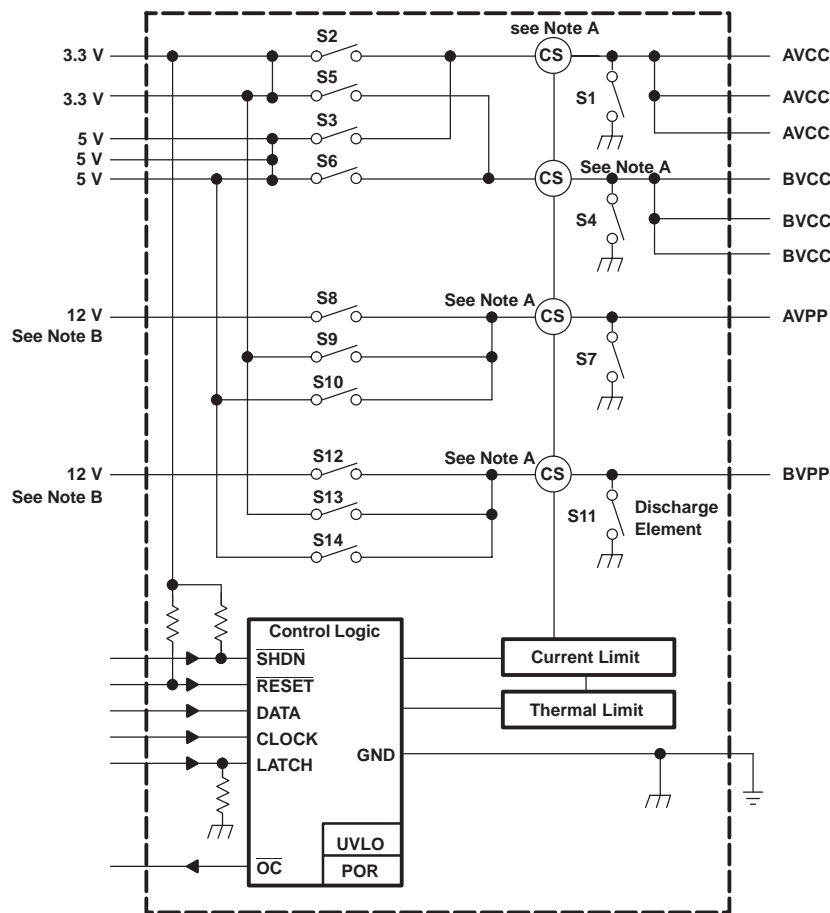 see Note A
S2
3.3 V
CS
AVCC
S5
3.3 V
S1
AVCC
S3
5 V
AVCC
5 V
S6
See Note A
5 V
CS
BVCC
S4
BVCC
BVCC
S8
See Note A
12 V
CS
AVPP
See Note B
S9
S7
S10
S12
See Note A
12 V
CS
BVPP
See Note B
S13
S11
Discharge
Element
S14
Control Logic
SHDN
Current Limit
RESET
DATA
Thermal Limit
CLOCK
GND
LATCH
UVLO
OC
POR